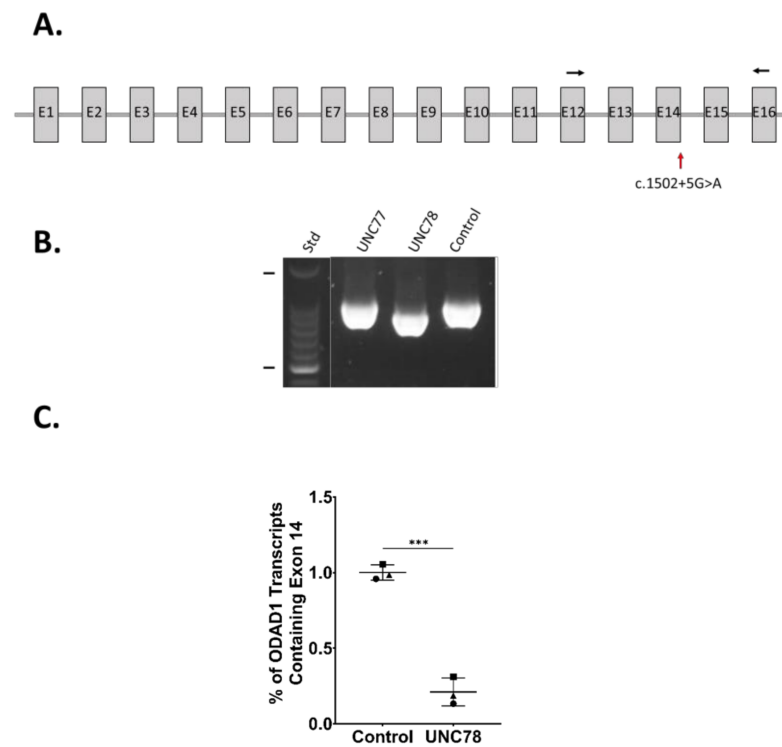 A.
E1 E2 E3 E4 E5 E6 E7 E8 E9 E10 E11 E12 E13 E14 E15 E16
c.1502+5G>A
B.
Std UNC77 UNC78 Control
C.
% of ODAD1 Transcripts
Containing Exon 14
1.5
***
1.0
0.5
0.0
Control UNC78